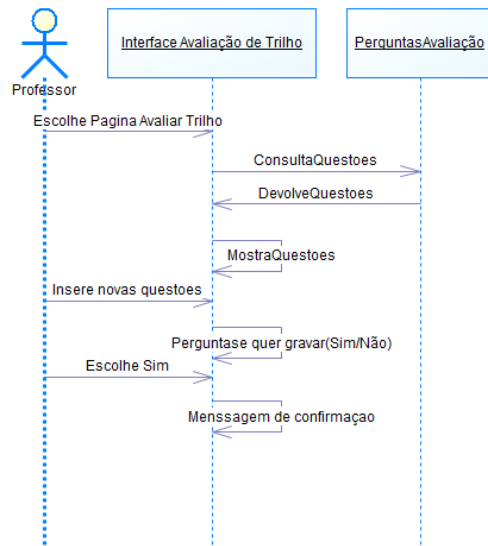 Interface Avaliação de Trilho
PerguntasAvaliação
Professor
Escolhe Pagina Avaliar Trilho
ConsultaQuestoes
DevolveQuestoes
MostraQuestoes
Insere novas questoes
Perguntase quer gravar(Sim/Não)
Escolhe Sim
Menssagem de confirmaçao